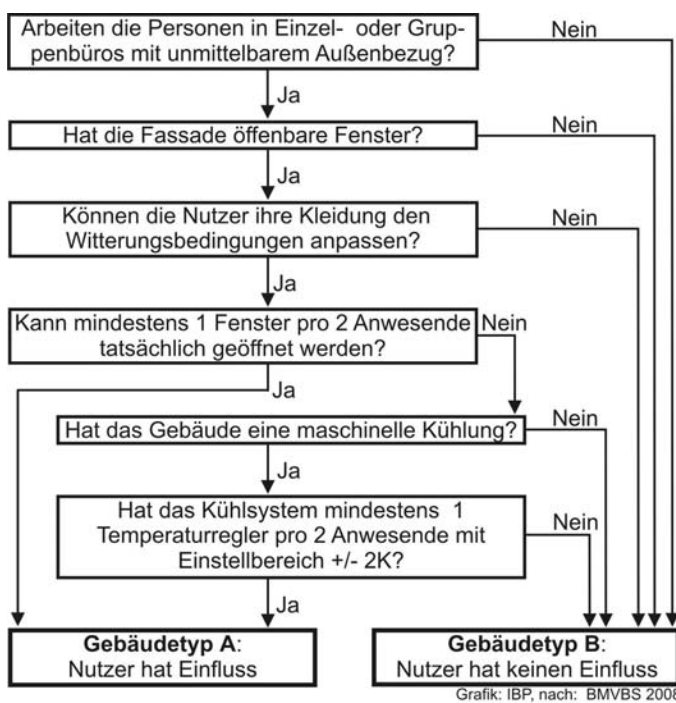 Arbeiten die Personen in Einzel- oder Grup-
penbüros mit unmittelbarem Außenbezug?
Nein
Ja
Hat die Fassade öffenbare Fenster?
Nein
Ja
Können die Nutzer ihre Kleidung den
Witterungsbedingungen anpassen?
Nein
Ja
Kann mindestens 1 Fenster pro 2 Anwesende
tatsächlich geöffnet werden?
Nein
Ja
Hat das Gebäude eine maschinelle Kühlung?
Nein
Ja
Hat das Kühlsystem mindestens 1
Temperaturregler pro 2 Anwesende mit
Einstellbereich +/- 2K?
Nein
Ja
Gebäudetyp A:
Nutzer hat Einfluss
Gebäudetyp B:
Nutzer hat keinen Einfluss
Grafik: IBP, nach: BMVBS 2008